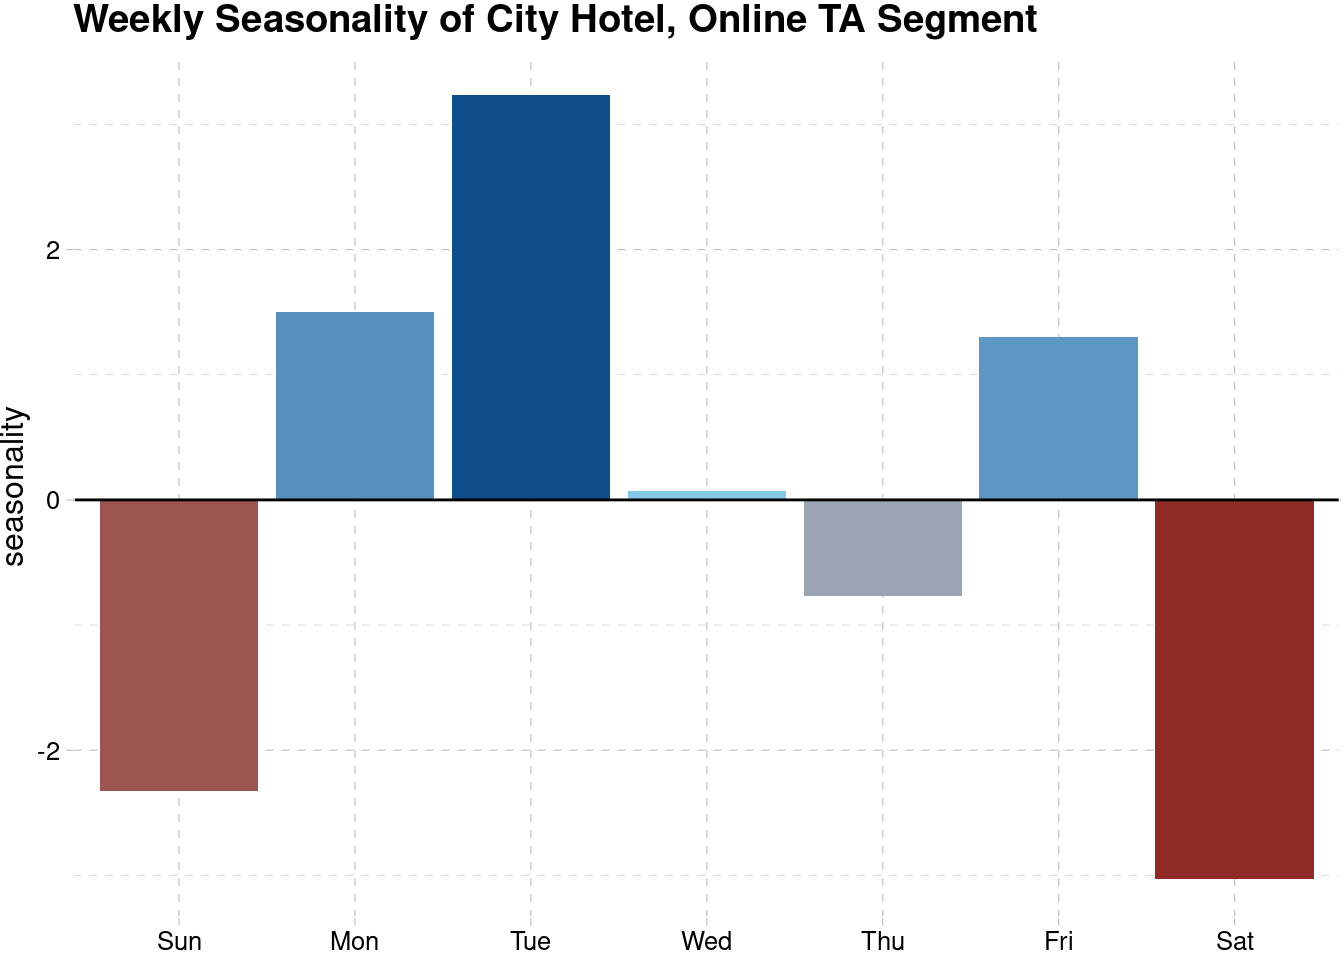 Weekly Seasonality of City Hotel, Online TA Segment
seasonality
2
0
-2
Sun Mon Tue Wed Thu Fri Sat